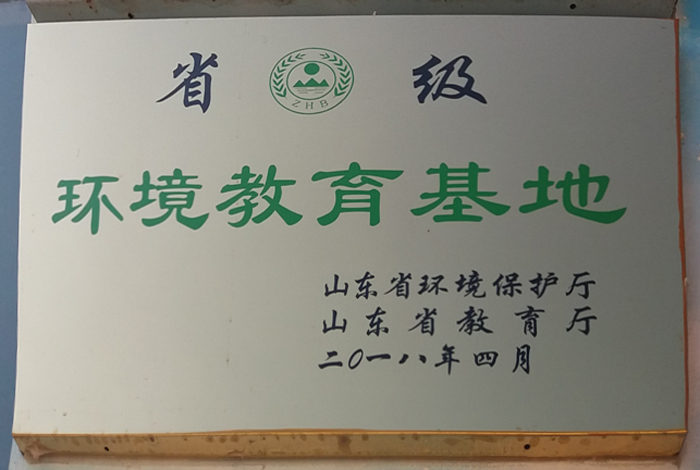 省 级
ZHB
环境教育基地
山东省环境保护厅
山东省教育厅
二〇一八年四月